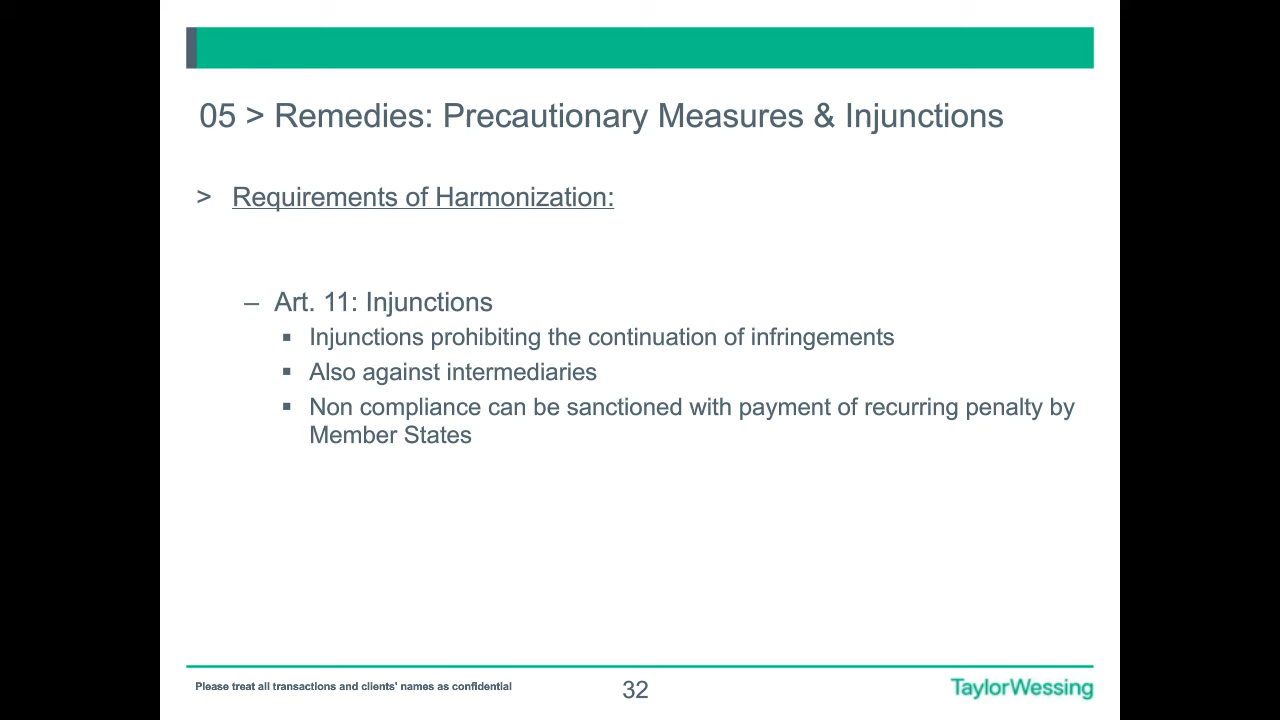 05 > Remedies: Precautionary Measures & Injunctions
> Requirements of Harmonization:
– Art. 11: Injunctions
▪ Injunctions prohibiting the continuation of infringements
▪ Also against intermediaries
▪ Non compliance can be sanctioned with payment of recurring penalty by
Member States
Please treat all transactions and clients' names as confidential
32
TaylorWessing